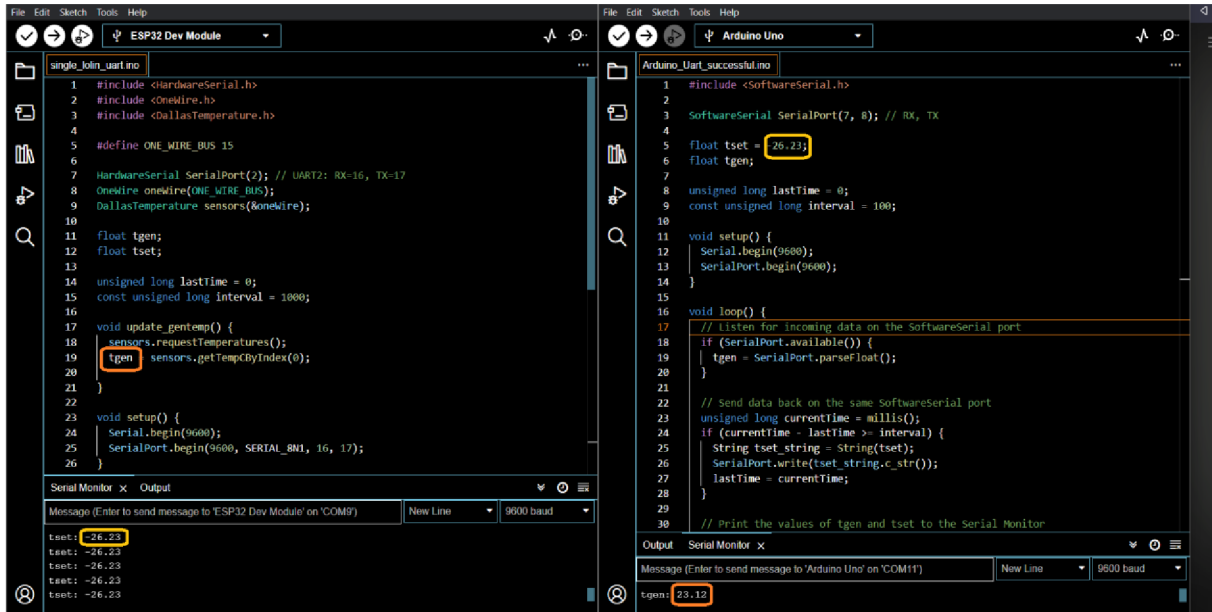 File Edit Sketch Tools Help
ESP32 Dev Module
single_lolin_uart.ino
1 #include <HardwareSerial.h>
2 #include <OneWire.h>
3 #include <DallasTemperature.h>
4
5 #define ONE_WIRE_BUS 15
6
7 HardwareSerial SerialPort(2); // UART2: RX=16, TX=17
8 OneWire oneWire(ONE_WIRE_BUS);
9 DallasTemperature sensors(&oneWire);
10
11 float tgen;
12 float tset;
13
14 unsigned long lastTime = 0;
15 const unsigned long interval = 1000;
16
17 void update_gentemp() {
18 sensors.requestTemperatures();
19 tgen = sensors.getTempCByIndex(0);
20
21 }
22
23 void setup() {
24 Serial.begin(9600);
25 SerialPort.begin(9600, SERIAL_8N1, 16, 17);
26 }
Serial Monitor x Output
Message (Enter to send message to 'ESP32 Dev Module' on 'COM9') New Line 9600 baud
tset: -26.23
tset: -26.23
tset: -26.23
tset: -26.23
tset: -26.23
File Edit Sketch Tools Help
Arduino Uno
Arduino_Uart_successful.ino
1 #include <SoftwareSerial.h>
2
3 SoftwareSerial SerialPort(7, 8); // RX, TX
4
5 float tset = -26.23;
6 float tgen;
7
8 unsigned long lastTime = 0;
9 const unsigned long interval = 100;
10
11 void setup() {
12 Serial.begin(9600);
13 SerialPort.begin(9600);
14 }
15
16 void loop() {
17 // Listen for incoming data on the SoftwareSerial port
18 if (SerialPort.available()) {
19 tgen = SerialPort.parseFloat();
20 }
21
22 // Send data back on the same SoftwareSerial port
23 unsigned long currentTime = millis();
24 if (currentTime - lastTime >= interval) {
25 String tset_string = String(tset);
26 SerialPort.write(tset_string.c_str());
27 lastTime = currentTime;
28 }
29
30 // Print the values of tgen and tset to the Serial Monitor
Output Serial Monitor x
Message (Enter to send message to 'Arduino Uno' on 'COM11') New Line 9600 baud
tgen: 23.12